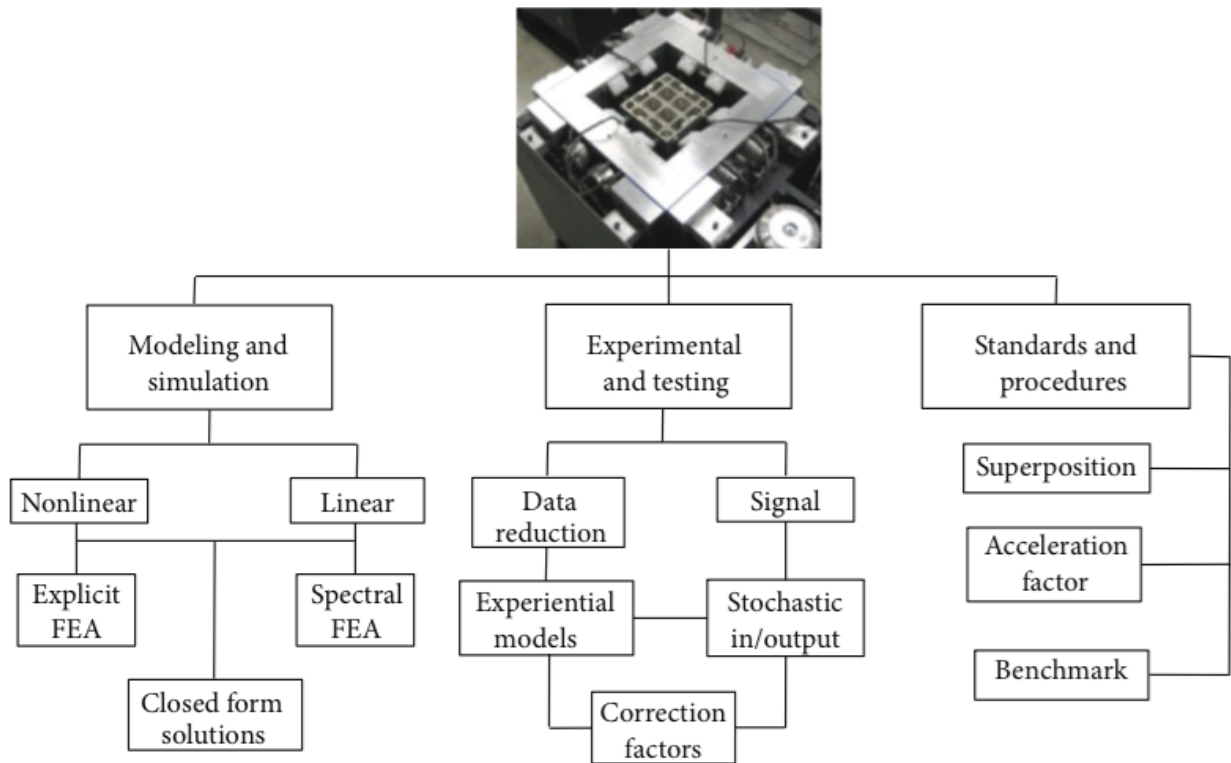 Modeling and
simulation
Experimental
and testing
Standards and
procedures
Nonlinear
Linear
Explicit
FEA
Spectral
FEA
Closed form
solutions
Data
reduction
Signal
Experiential
models
Stochastic
in/output
Correction
factors
Superposition
Acceleration
factor
Benchmark